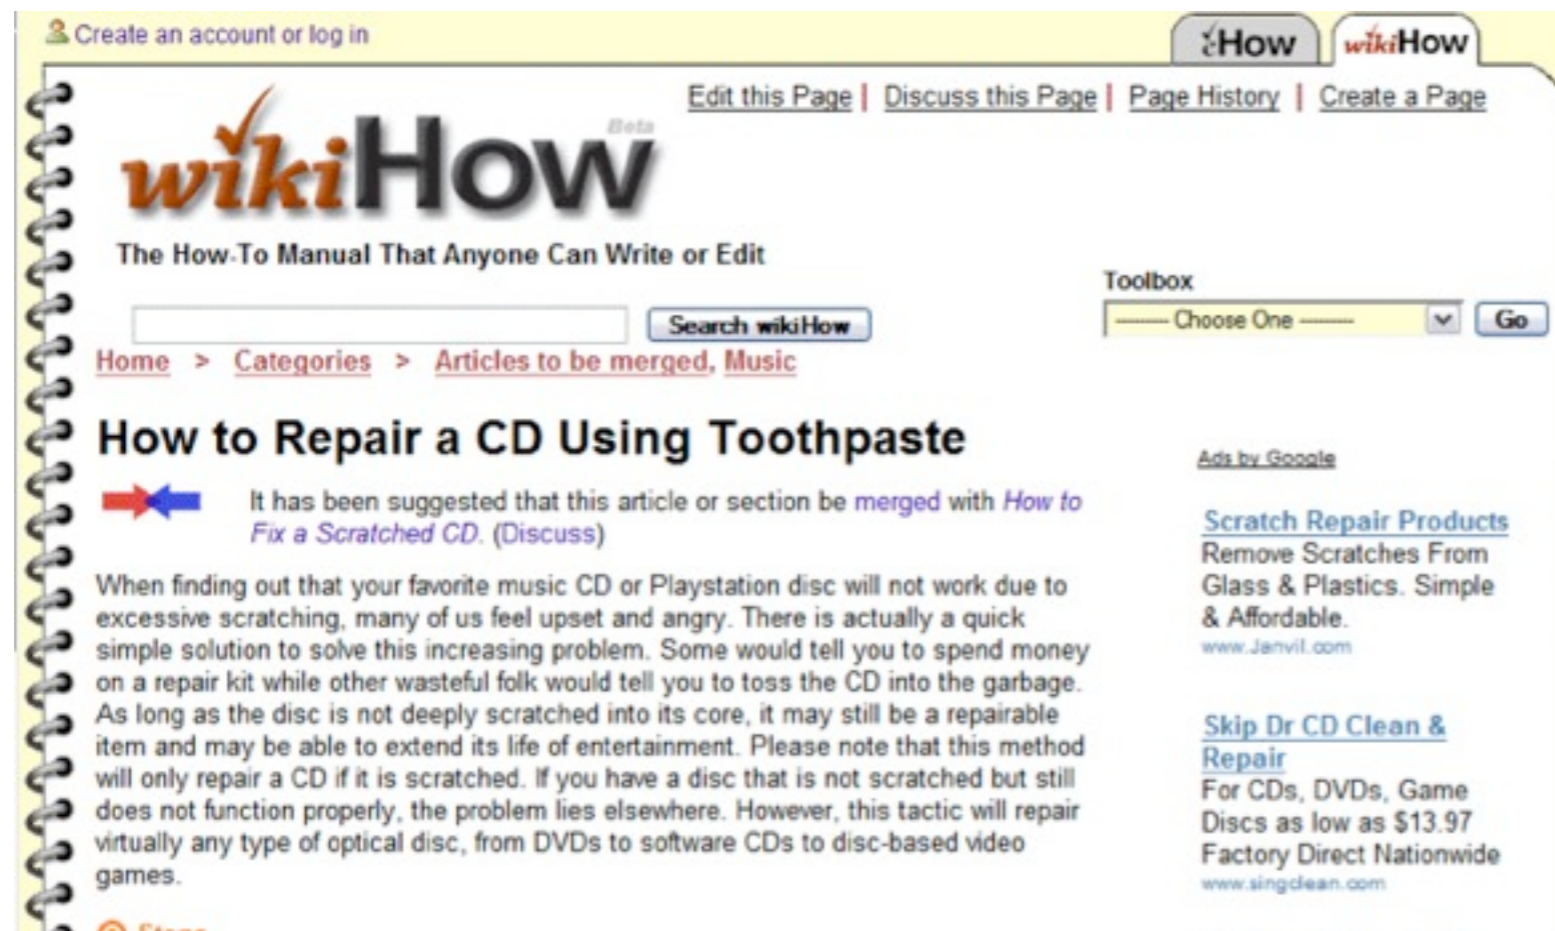 Create an account or log in
eHow
wikiHow
Edit this Page | Discuss this Page | Page History | Create a Page
wikiHow
Beta
The How-To Manual That Anyone Can Write or Edit
Toolbox
-------- Choose One --------
Go
Search wikiHow
Home > Categories > Articles to be merged, Music
How to Repair a CD Using Toothpaste
It has been suggested that this article or section be merged with How to
Fix a Scratched CD. (Discuss)
When finding out that your favorite music CD or Playstation disc will not work due to
excessive scratching, many of us feel upset and angry. There is actually a quick
simple solution to solve this increasing problem. Some would tell you to spend money
on a repair kit while other wasteful folk would tell you to toss the CD into the garbage.
As long as the disc is not deeply scratched into its core, it may still be a repairable
item and may be able to extend its life of entertainment. Please note that this method
will only repair a CD if it is scratched. If you have a disc that is not scratched but still
does not function properly, the problem lies elsewhere. However, this tactic will repair
virtually any type of optical disc, from DVDs to software CDs to disc-based video
games.
Ads by Google
Scratch Repair Products
Remove Scratches From
Glass & Plastics. Simple
& Affordable.
www.Janvil.com
Skip Dr CD Clean &
Repair
For CDs, DVDs, Game
Discs as low as $13.97
Factory Direct Nationwide
www.singclean.com